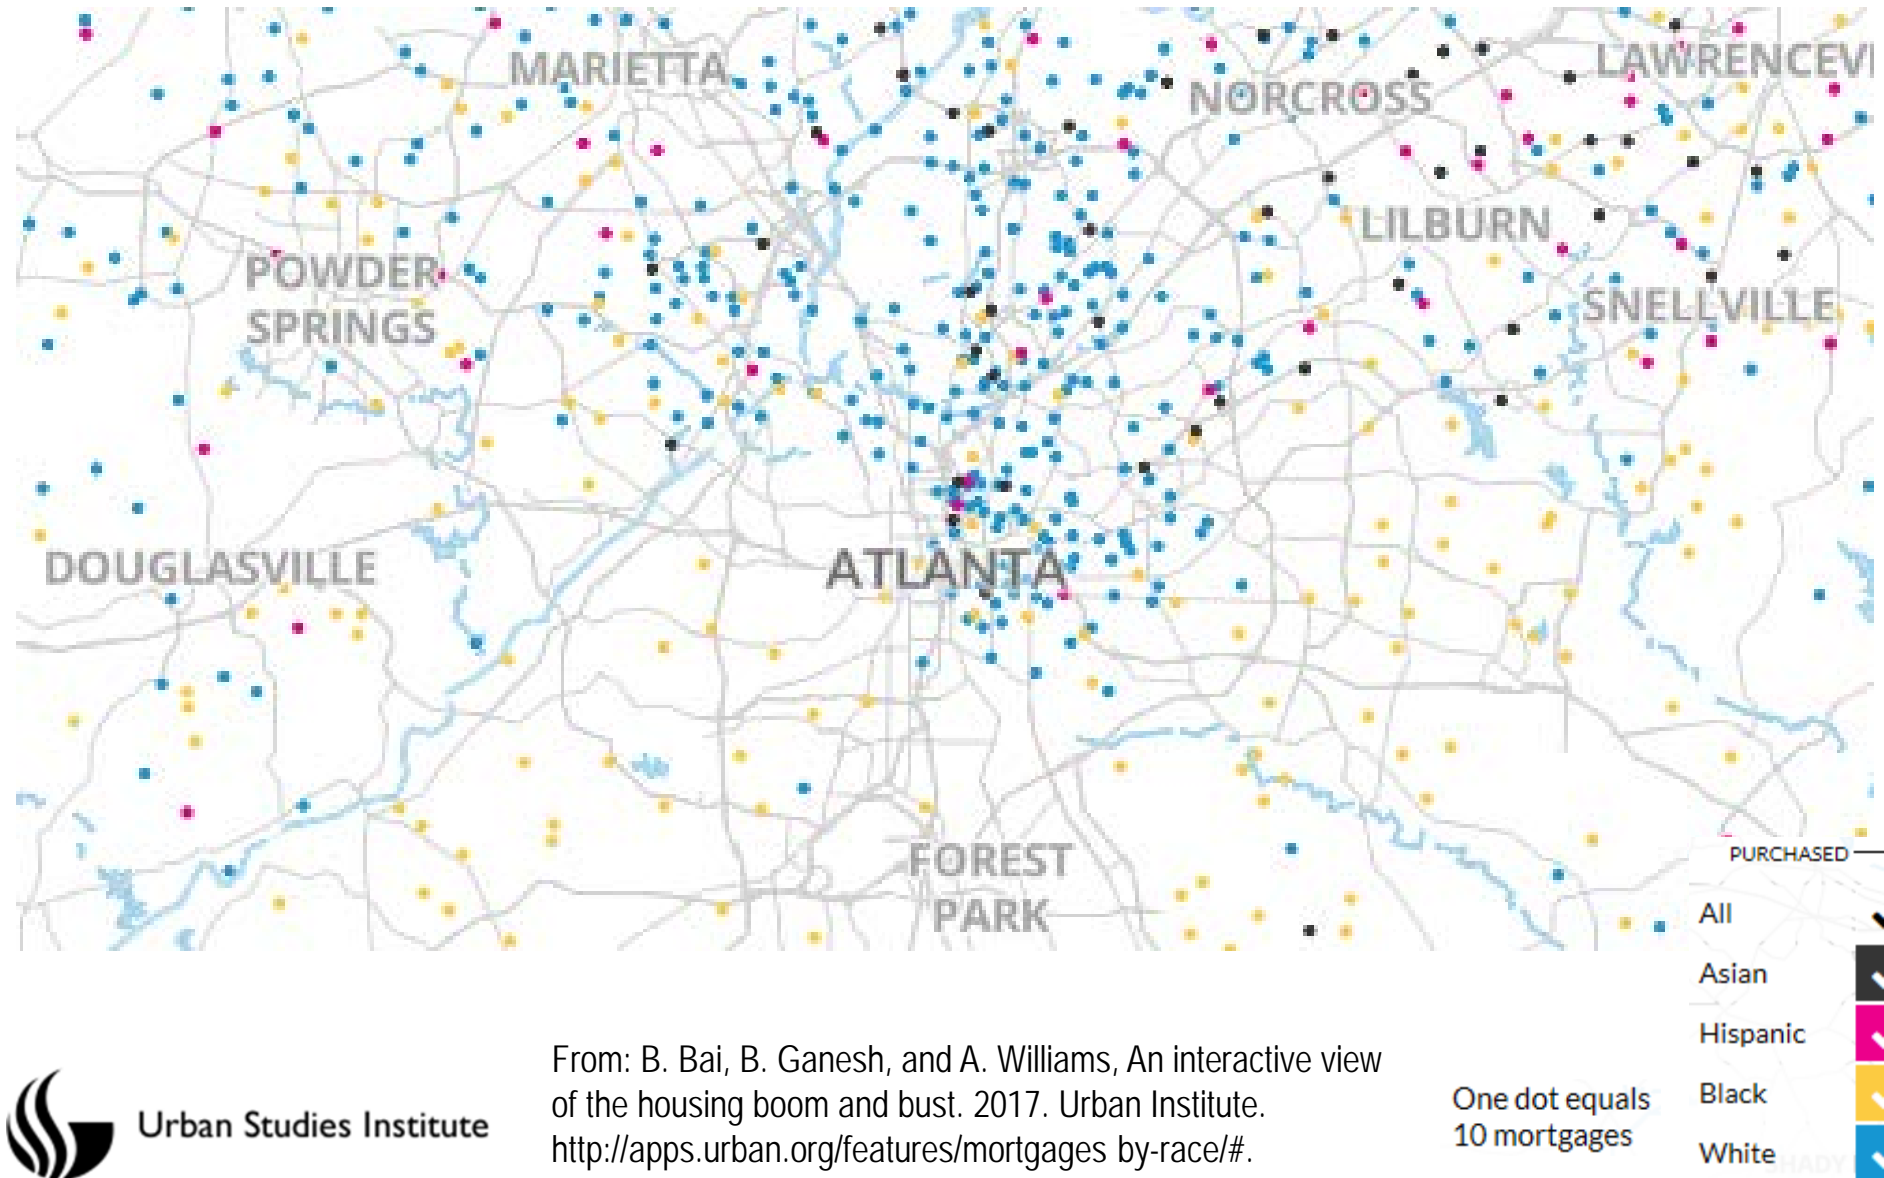 MARIETTA
LAWRENCEVI
NORCROSS
LILBURN
POWDER
SPRINGS
SNELLVILLE
DOUGLASVILLE
ATLANTA
FOREST
PARK
PURCHASED
All
Asian
Hispanic
Black
White
One dot equals
10 mortgages
From: B. Bai, B. Ganesh, and A. Williams, An interactive view
of the housing boom and bust. 2017. Urban Institute.
http://apps.urban.org/features/mortgages by-race/#.
Urban Studies Institute
SHADY